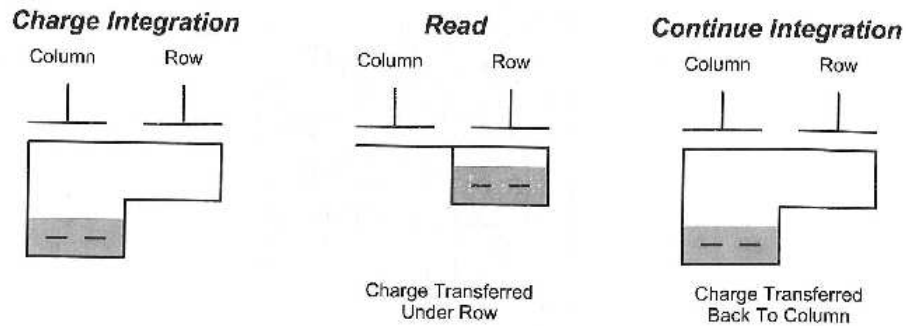 Charge Integration
Column Row
Read
Column Row
Charge Transferred
Under Row
Continue Integration
Column Row
Charge Transferred
Back To Column